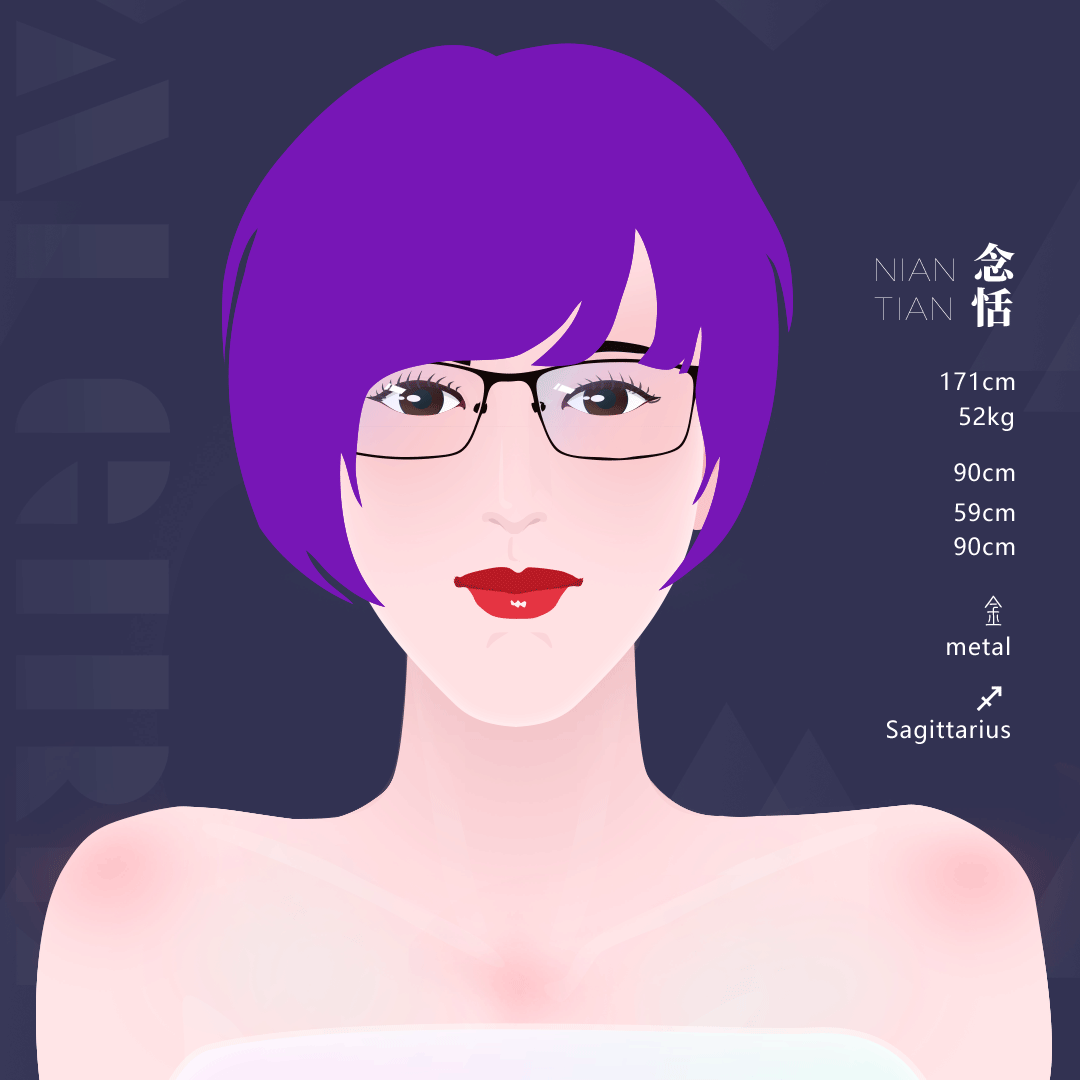 NIAN
TIAN
念恬
171cm
52kg
90cm
59cm
90cm
金
metal
Sagittarius